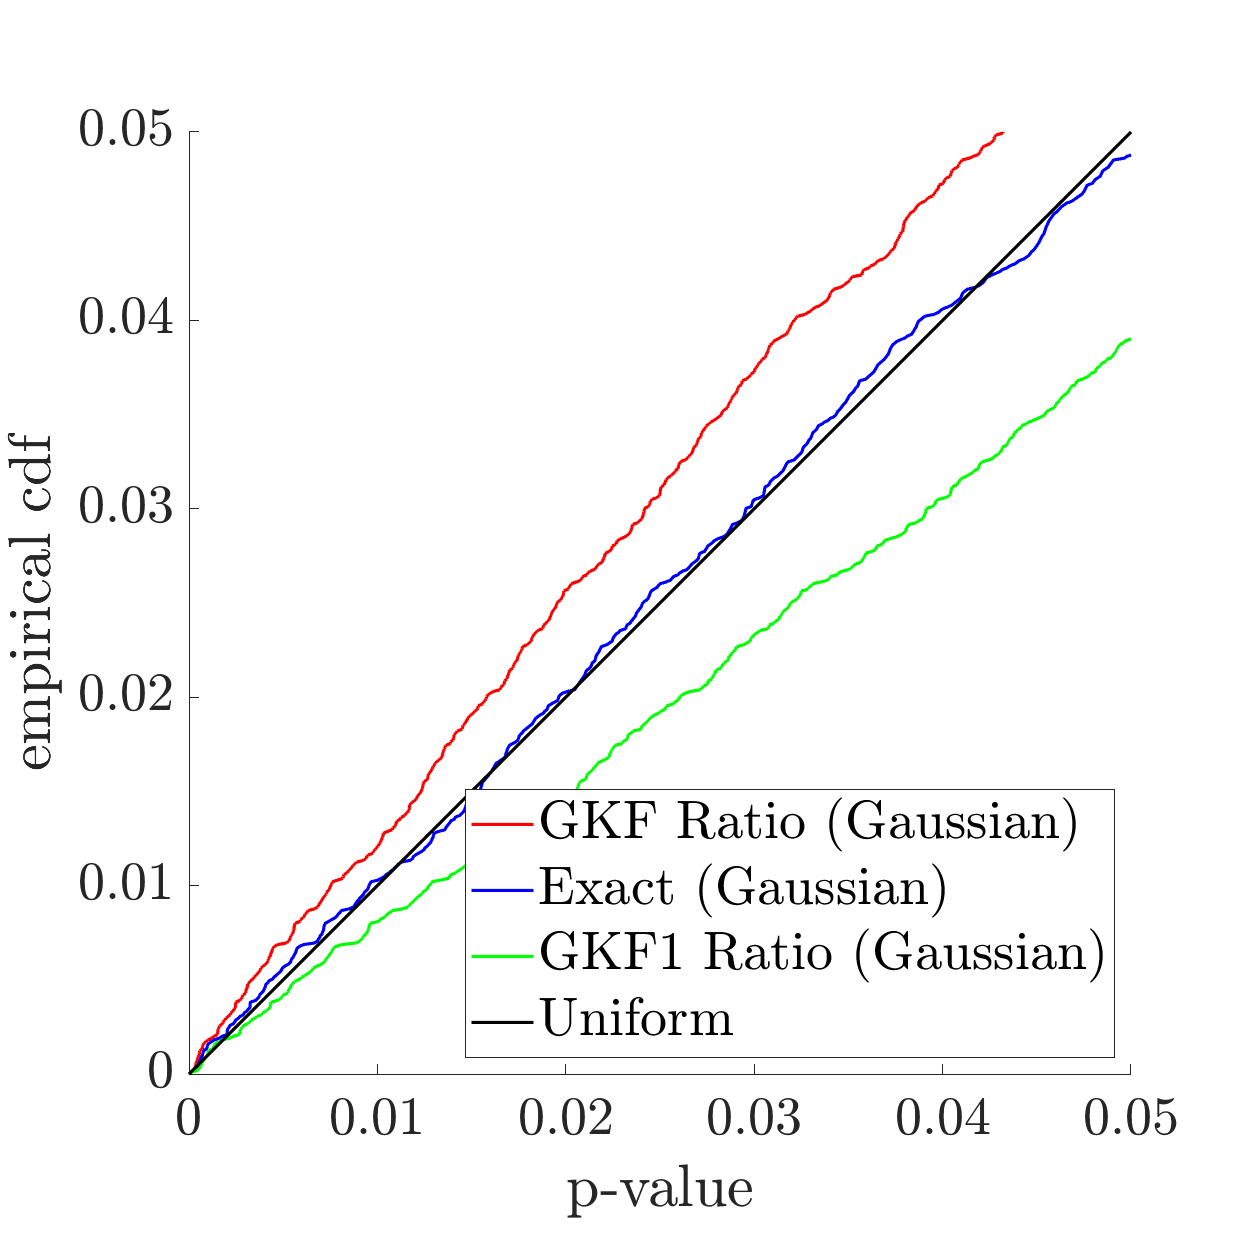 0.05
0.04
0.03
0.02
0.01
0
empirical cdf
GKF Ratio (Gaussian)
Exact (Gaussian)
GKF1 Ratio (Gaussian)
Uniform
0 0.01 0.02 0.03 0.04 0.05
p-value